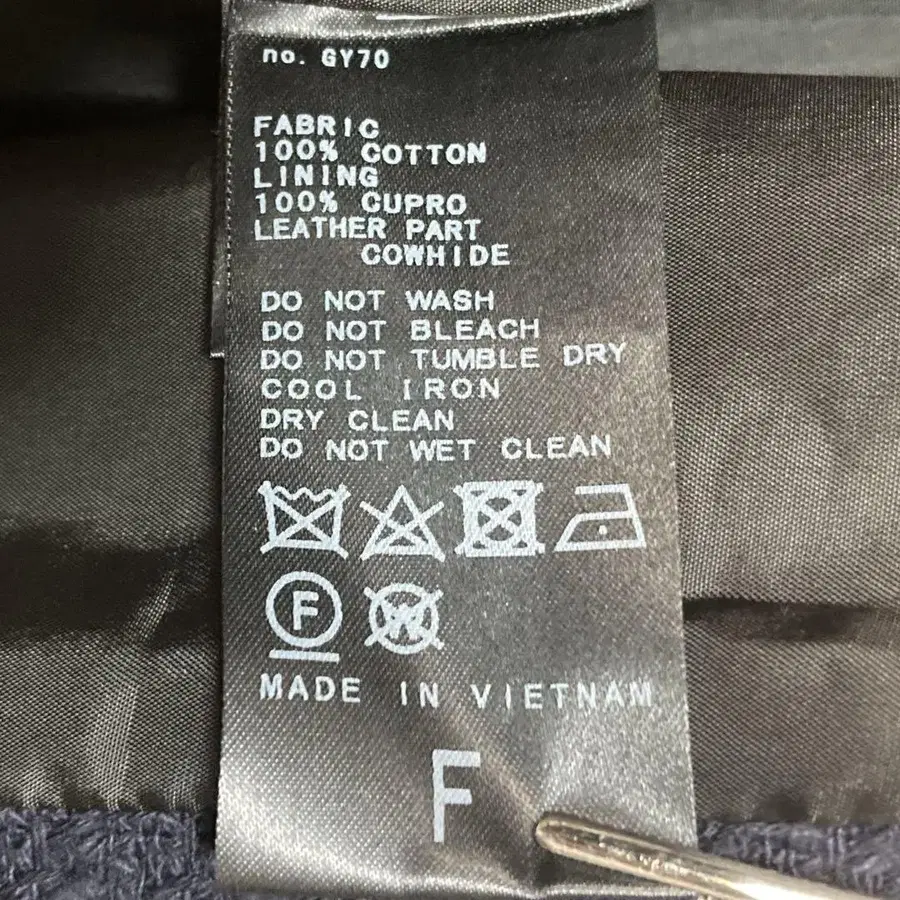 no. GY70
FABRIC
100% COTTON
LINING
100% CUPRO
LEATHER PART
COWHIDE
DO NOT WASH
DO NOT BLEACH
DO NOT TUMBLE DRY
COOL IRON
DRY CLEAN
DO NOT WET CLEAN
F W
MADE IN VIETNAM
F